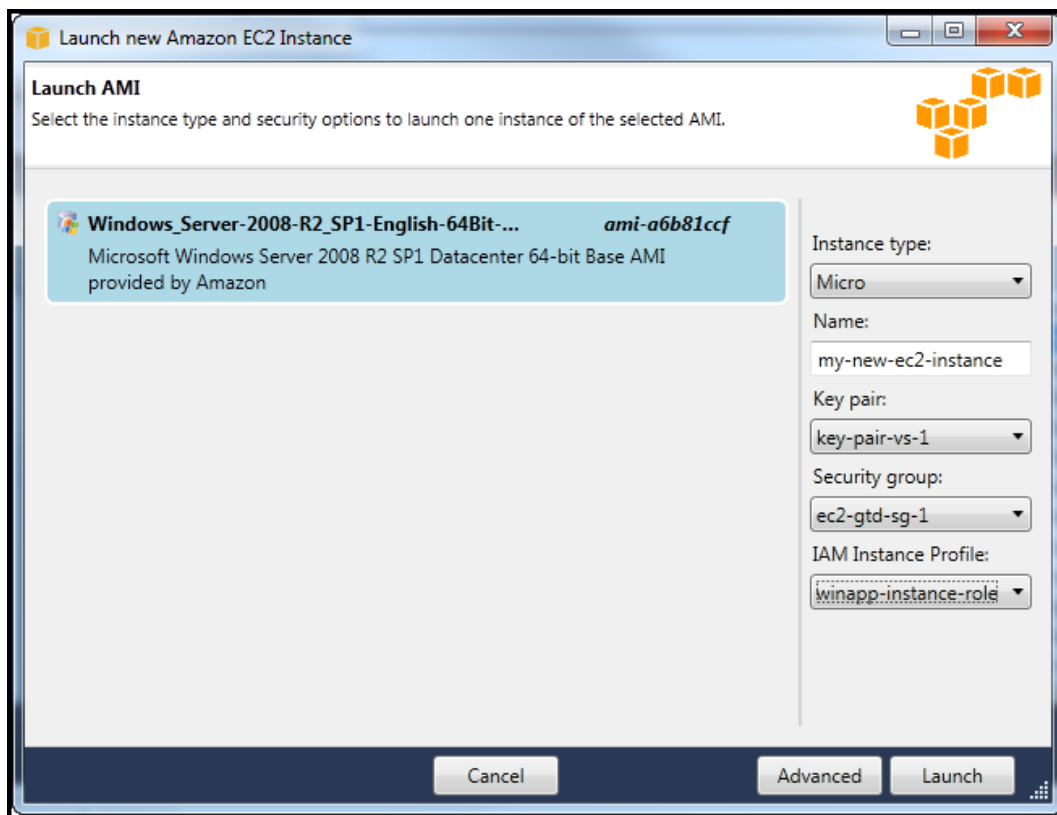 Launch new Amazon EC2 Instance
Launch AMI
Select the instance type and security options to launch one instance of the selected AMI.
Windows_Server-2008-R2_SP1-English-64Bit-... ami-a6b81ccf
Microsoft Windows Server 2008 R2 SP1 Datacenter 64-bit Base AMI
provided by Amazon
Instance type:
Micro
Name:
my-new-ec2-instance
Key pair:
key-pair-vs-1
Security group:
ec2-gtd-sg-1
IAM Instance Profile:
winapp-instance-role
Cancel
Advanced
Launch